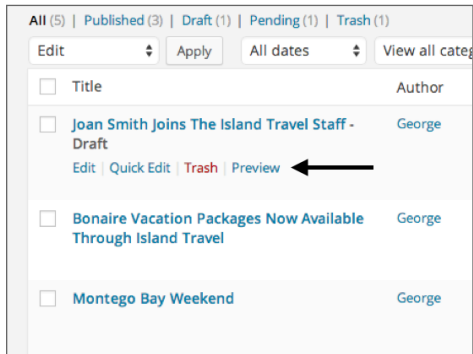 All (5) | Published (3) | Draft (1) | Pending (1) | Trash (1)
Edit Apply All dates View all categ
Title Author
Joan Smith Joins The Island Travel Staff - George
Draft
Edit | Quick Edit | Trash | Preview
Bonaire Vacation Packages Now Available George
Through Island Travel
Montego Bay Weekend George